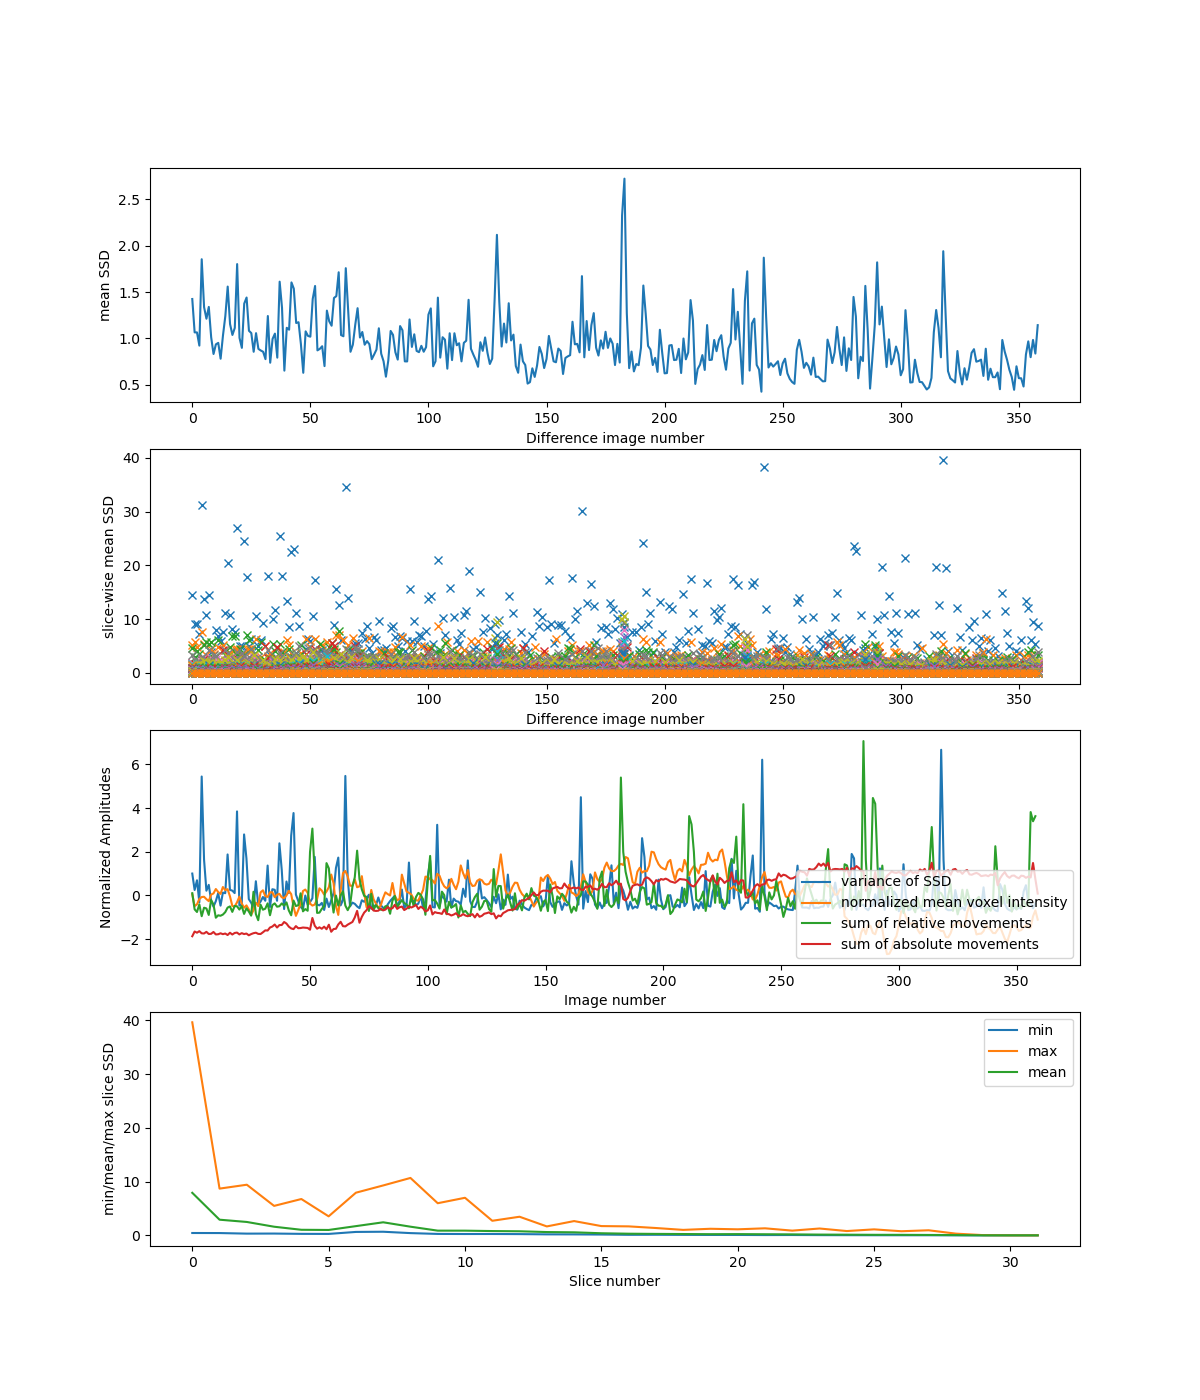 mean SSD
2.5
2.0
1.5
1.0
0.5
0 50 100 150 200 250 300 350
Difference image number
slice-wise mean SSD
40
30
20
10
0
0 50 100 150 200 250 300 350
Difference image number
Normalized Amplitudes
6
4
2
0
−2
variance of SSD
normalized mean voxel intensity
sum of relative movements
sum of absolute movements
0 50 100 150 200 250 300 350
Image number
min/mean/max slice SSD
40
30
20
10
0
min
max
mean
0 5 10 15 20 25 30
Slice number